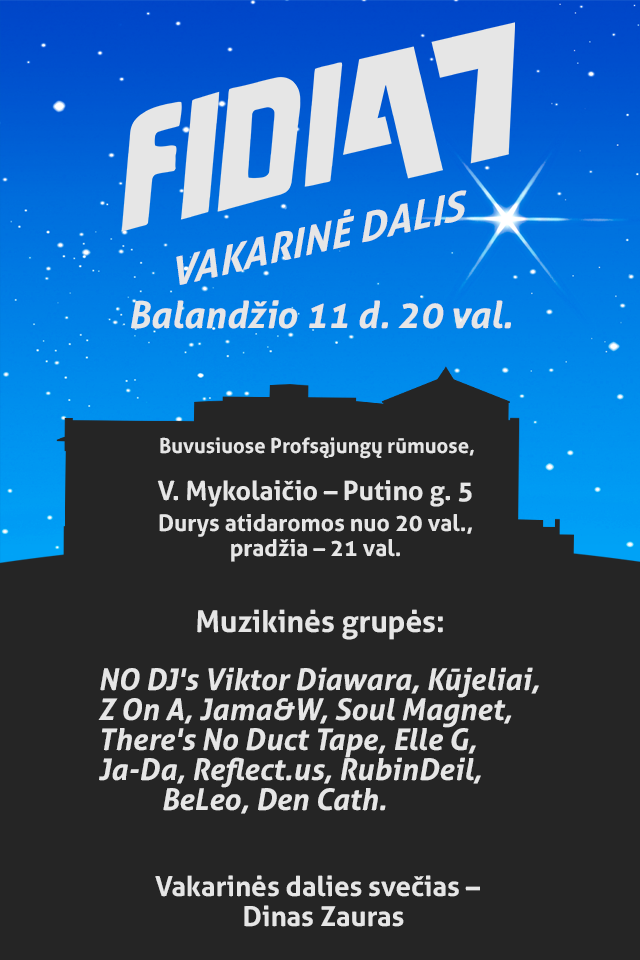 FIDIA7
VAKARINĖ DALIS
Balandžio 11 d. 20 val.
Buvusiuose Profsąjungų rūmuose,
V. Mykolaičio – Putino g. 5
Durys atidaromos nuo 20 val.,
pradžia – 21 val.
Muzikinės grupės:
NO DJ's Viktor Diawara, Kūjeliai,
Z On A, Jama&W, Soul Magnet,
There's No Duct Tape, Elle G,
Ja-Da, Reflect.us, RubinDeil,
BeLeo, Den Cath.
Vakarinės dalies svečias –
Dinas Zauras